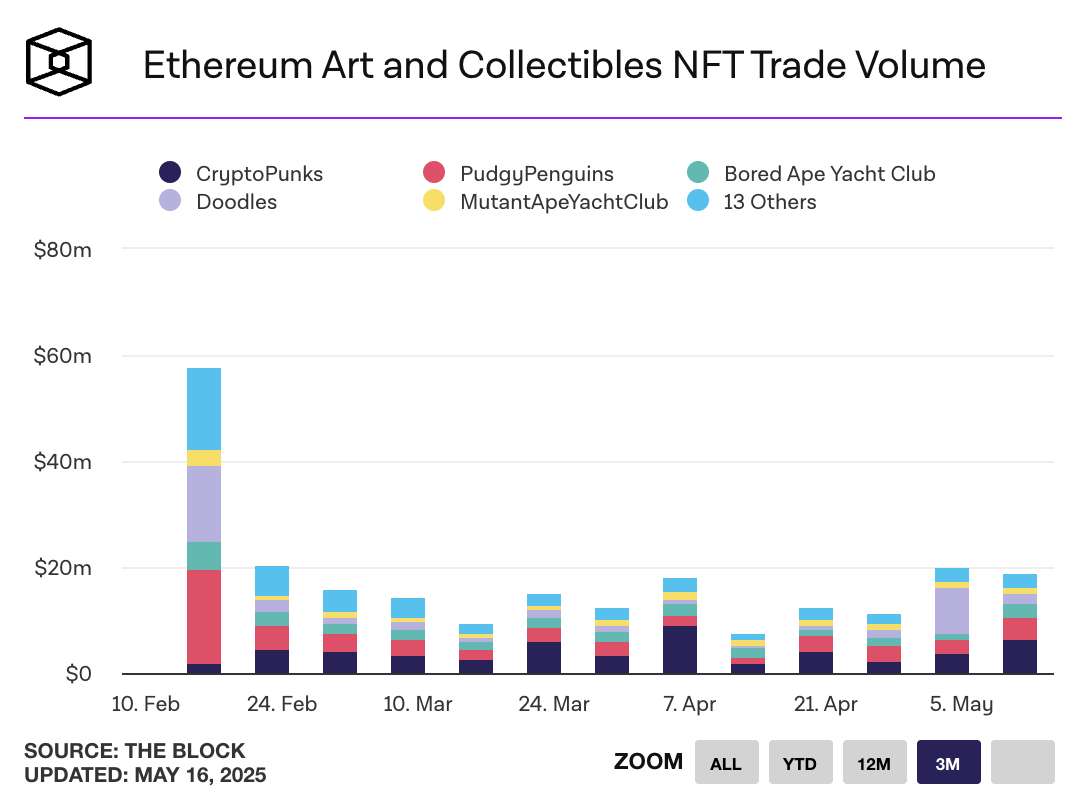 Ethereum Art and Collectibles NFT Trade Volume
CryptoPunks PudgyPenguins Bored Ape Yacht Club
Doodles MutantApeYachtClub 13 Others
$80m
$60m
$40m
$20m
$0
10. Feb 24. Feb 10. Mar 24. Mar 7. Apr 21. Apr 5. May
SOURCE: THE BLOCK
UPDATED: MAY 16, 2025
ZOOM ALL YTD 12M 3M